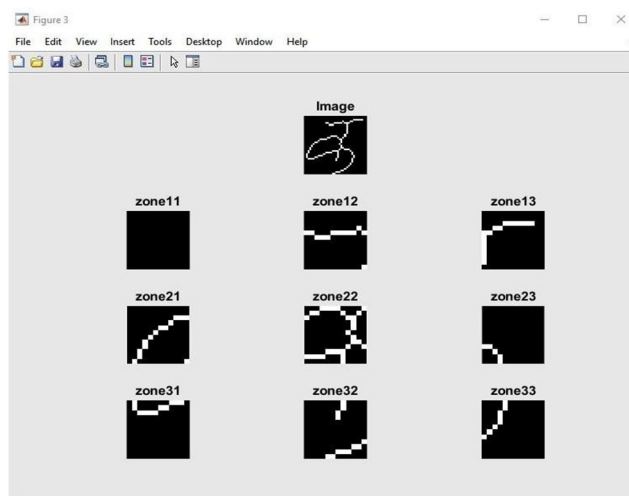 Figure 3
File Edit View Insert Tools Desktop Window Help
Image
zone11 zone12 zone13
zone21 zone22 zone23
zone31 zone32 zone33